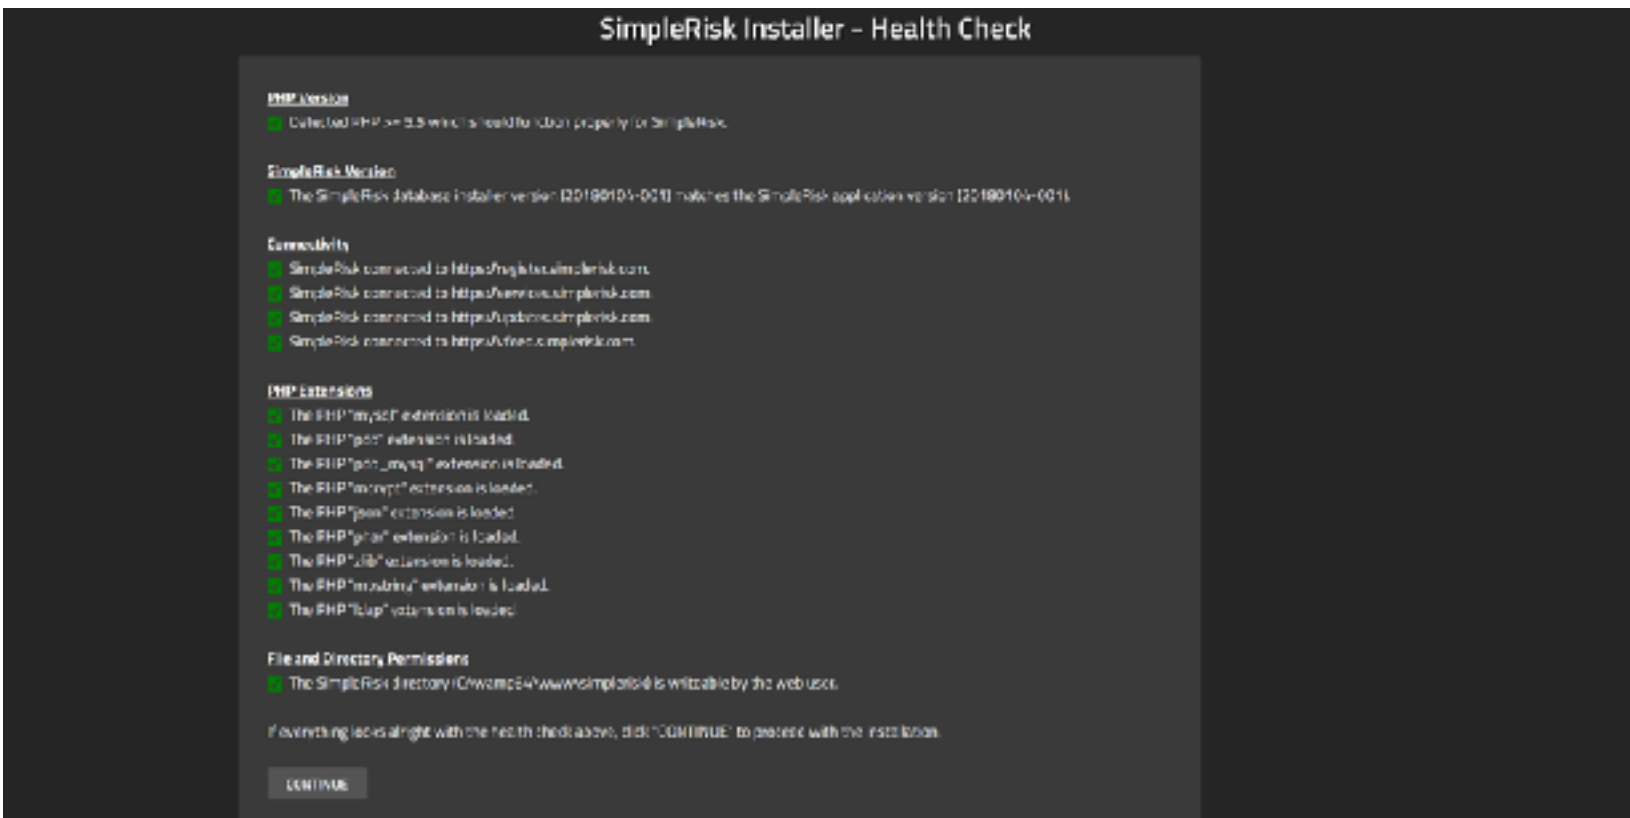 SimpleRisk Installer – Health Check
PHP Version
Detected PHP >= 5.5 which should function properly for SimpleRisk.
SimpleRisk Version
The SimpleRisk database installer version [20180104-001] matches the SimpleRisk application version [20180104-001].
Connectivity
SimpleRisk connected to https://register.simplerisk.com.
SimpleRisk connected to https://services.simplerisk.com.
SimpleRisk connected to https://updates.simplerisk.com.
SimpleRisk connected to https://vfeed.simplerisk.com.
PHP Extensions
The PHP "mysql" extension is loaded.
The PHP "pdo" extension is loaded.
The PHP "pdo_mysql" extension is loaded.
The PHP "mcrypt" extension is loaded.
The PHP "json" extension is loaded.
The PHP "phar" extension is loaded.
The PHP "zlib" extension is loaded.
The PHP "mbstring" extension is loaded.
The PHP "ldap" extension is loaded.
File and Directory Permissions
The SimpleRisk directory (C:\wamp64\www\simplerisk) is writeable by the web user.
If everything looks alright with the health check above, click "CONTINUE" to proceed with the installation.
CONTINUE